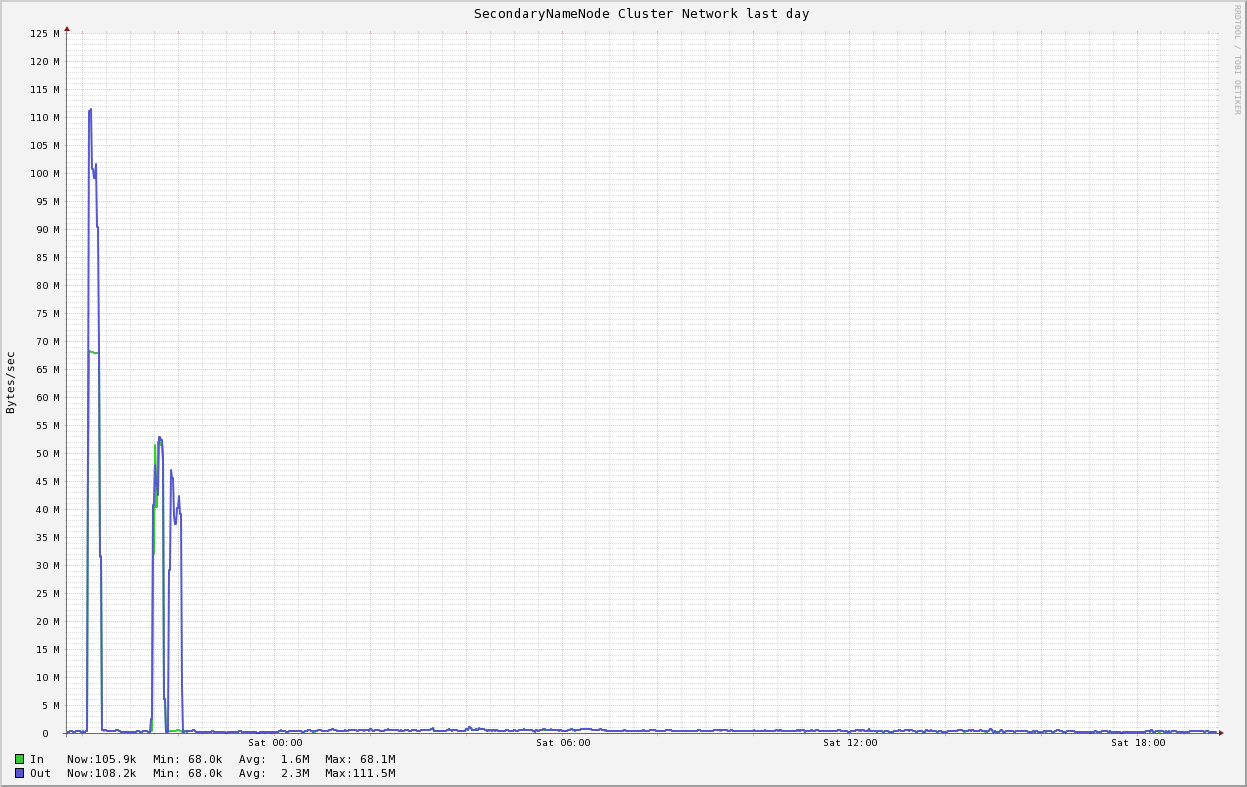 SecondaryNameNode Cluster Network last day
RRDTOOL / TOBI OETIKER
Bytes/sec
125 M
120 M
115 M
110 M
105 M
100 M
95 M
90 M
85 M
80 M
75 M
70 M
65 M
60 M
55 M
50 M
45 M
40 M
35 M
30 M
25 M
20 M
15 M
10 M
5 M
0
Sat 00:00 Sat 06:00 Sat 12:00 Sat 18:00
In Now:105.9k Min: 68.0k Avg: 1.6M Max: 68.1M
Out Now:108.2k Min: 68.0k Avg: 2.3M Max:111.5M